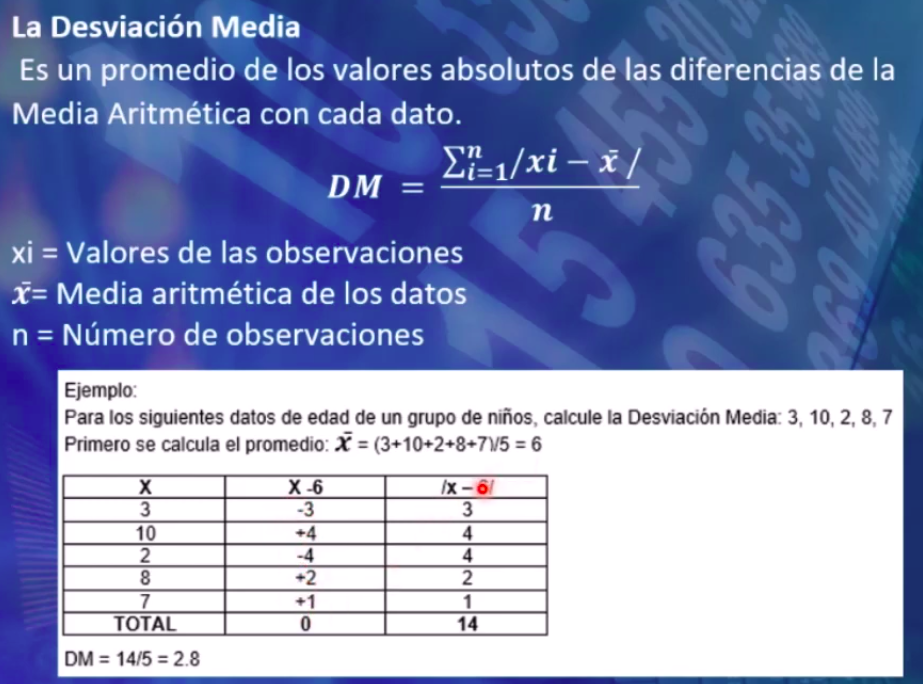 La Desviación Media
Es un promedio de los valores absolutos de las diferencias de la
Media Aritmética con cada dato.
DM = \frac{\sum_{i=1}^{n}/xi - x̄ /}{n}
xi = Valores de las observaciones
x̄= Media aritmética de los datos
n = Número de observaciones
Ejemplo:
Para los siguientes datos de edad de un grupo de niños, calcule la Desviación Media: 3, 10, 2, 8, 7
Primero se calcula el promedio: x̄ = (3+10+2+8+7)/5 = 6
X X -6 /x – 6/
3 -3 3
10 +4 4
2 -4 4
8 +2 2
7 +1 1
TOTAL 0 14
DM = 14/5 = 2.8